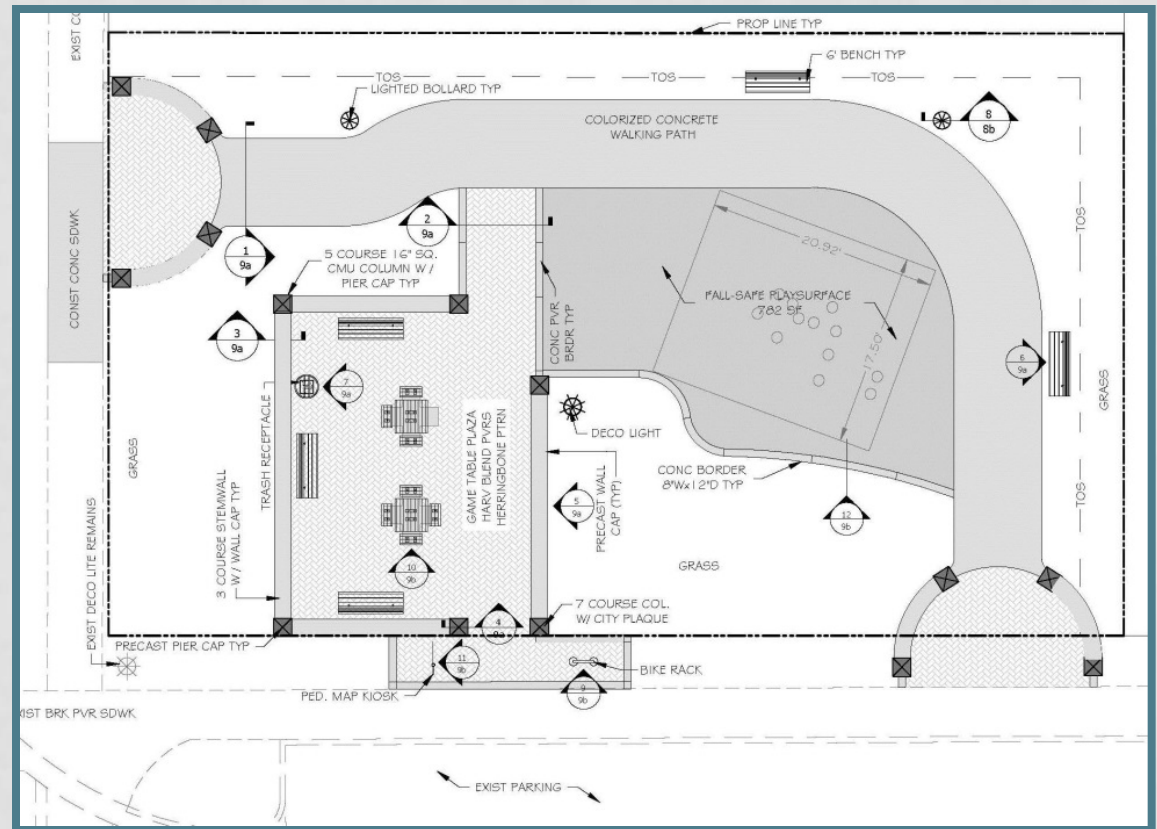 PROP LINE TYP
EXIST CO
6' BENCH TYP
TOS
TOS
TOS
LIGHTED BOLLARD TYP
COLORIZED CONCRETE
WALKING PATH
8
8b
CONST CONC SDWK
2
9a
1
9a
5 COURSE 16" SQ.
CMU COLUMN W/
PIER CAP TYP
TOS
20.92'
FALL-SAFE PLAYSURFACE
782 SF
17.50'
CONC PVR
BRDR TYP
3
9a
6
9a
7
9a
GRASS
TRASH RECEPTACLE
GAME TABLE PLAZA
HARV BLEND PVRS
HERRINGBONE PTRN
DECO LIGHT
GRASS
CONC BORDER
8"Wx12"D TYP
PRECAST WALL
CAP (TYP)
5
9a
12
9b
TOS
3 COURSE STEMWALL
W/ WALL CAP TYP
EXIST DECO LITE REMAINS
10
9b
GRASS
7 COURSE COL.
W/ CITY PLAQUE
4
9a
PRECAST PIER CAP TYP
11
9b
BIKE RACK
PED. MAP KIOSK
9
9b
IST BRK PVR SDWK
EXIST PARKING